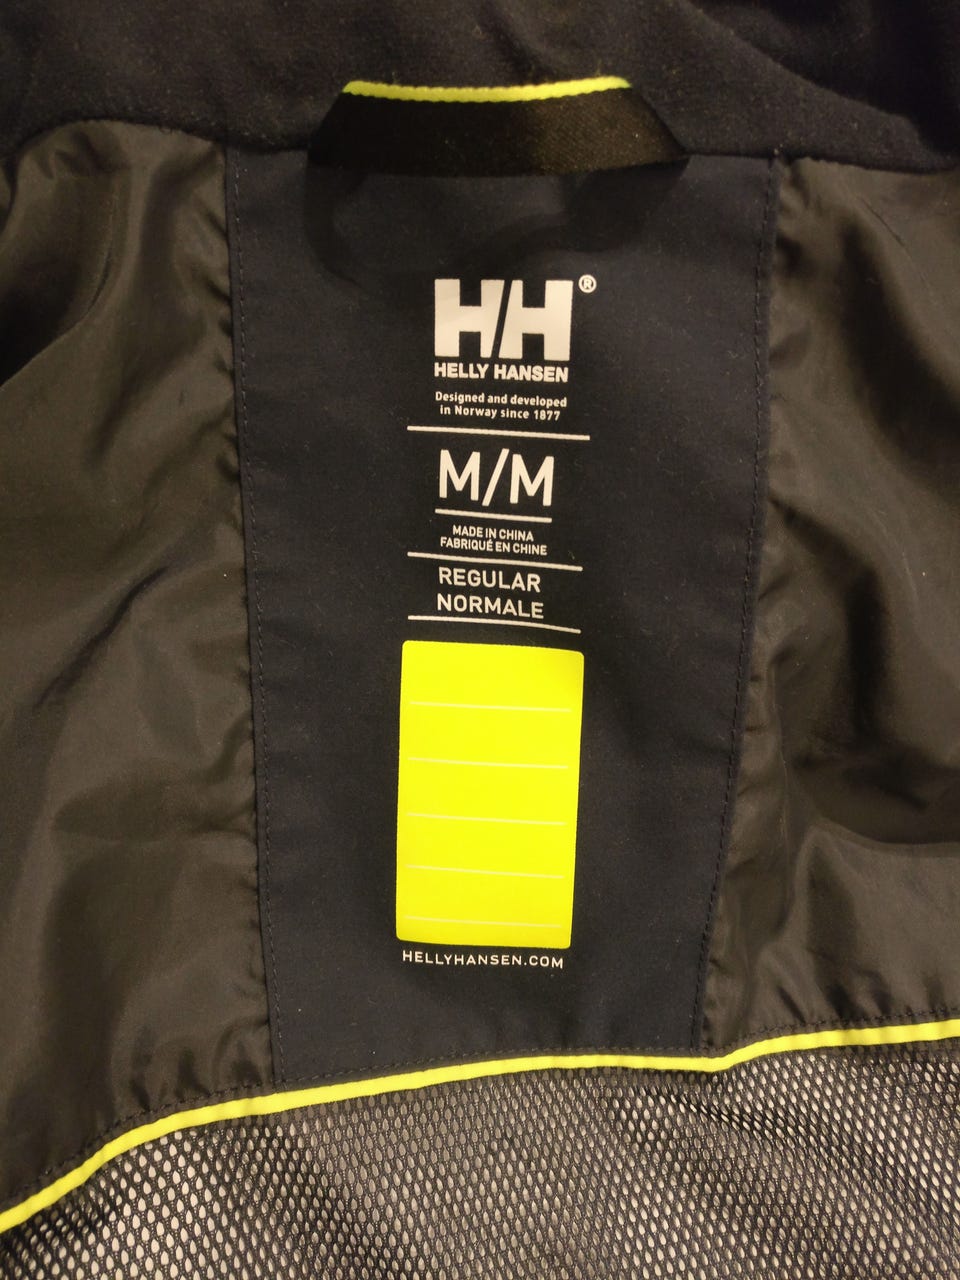 HH®
HELLY HANSEN
Designed and developed
in Norway since 1877
M/M
MADE IN CHINA
FABRIQUÉ EN CHINE
REGULAR
NORMALE
HELLYHANSEN.COM